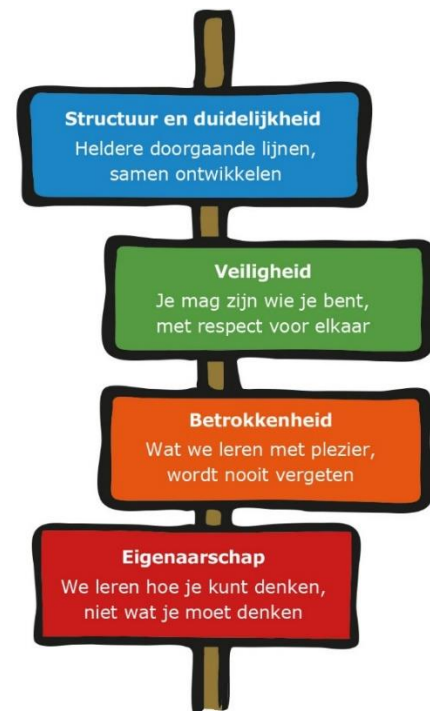 Structuur en duidelijkheid
Heldere doorgaande lijnen,
samen ontwikkelen
Veiligheid
Je mag zijn wie je bent,
met respect voor elkaar
Betrokkenheid
Wat we leren met plezier,
wordt nooit vergeten
Eigenaarschap
We leren hoe je kunt denken,
niet wat je moet denken